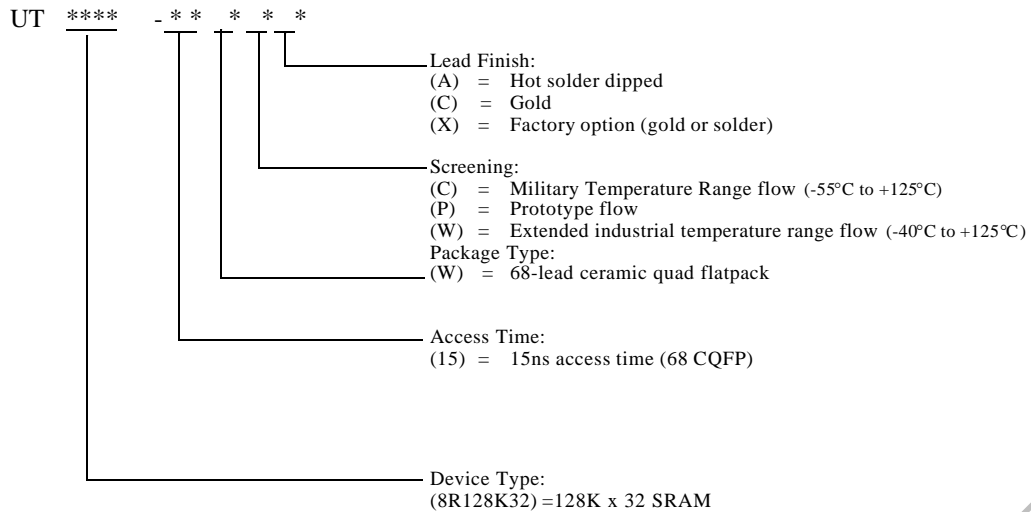 UT **** - * * * * *
Lead Finish:
(A) = Hot solder dipped
(C) = Gold
(X) = Factory option (gold or solder)
Screening:
(C) = Military Temperature Range flow (-55°C to +125°C)
(P) = Prototype flow
(W) = Extended industrial temperature range flow (-40°C to +125°C)
Package Type:
(W) = 68-lead ceramic quad flatpack
Access Time:
(15) = 15ns access time (68 CQFP)
Device Type:
(8R128K32) =128K x 32 SRAM